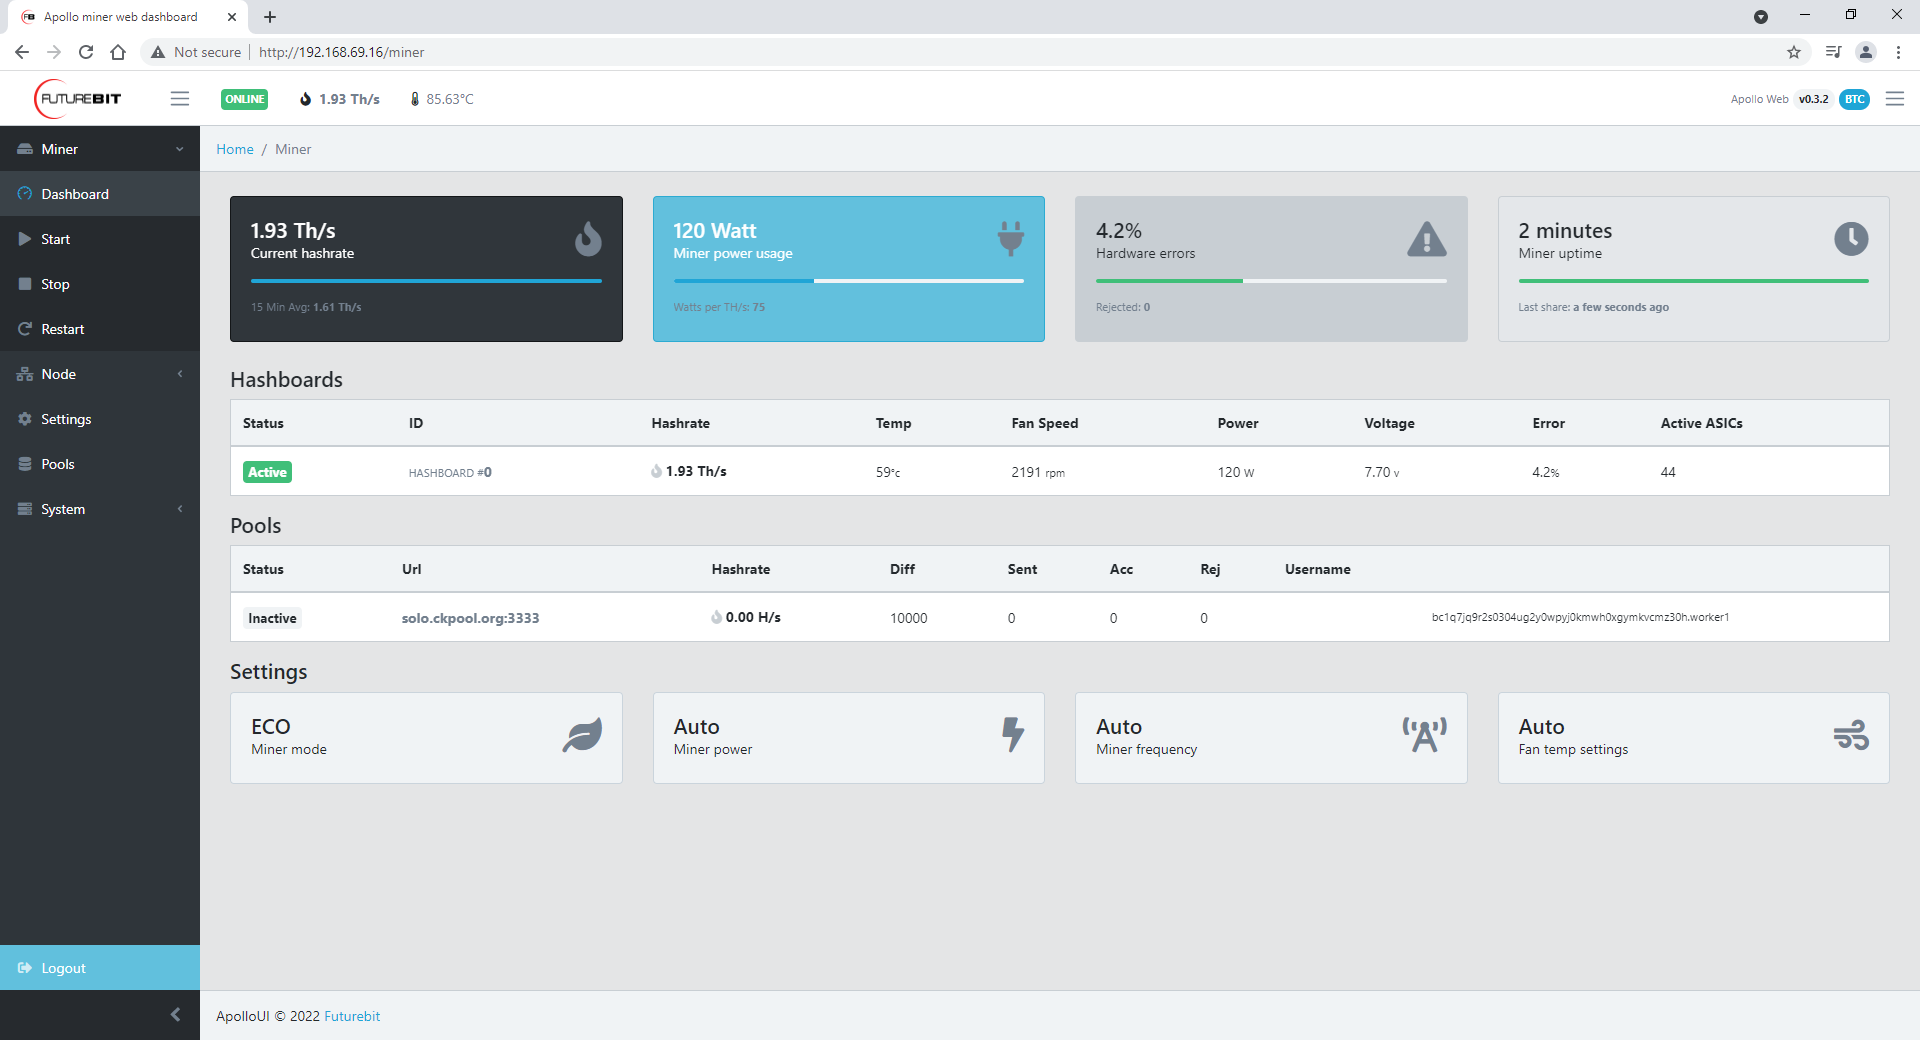 Apollo miner web dashboard
Not secure | http://192.168.69.16/miner
FUTUREBIT
ONLINE 1.93 Th/s 85.63°C
Apollo Web v0.3.2 BTC
Miner
Dashboard
Start
Stop
Restart
Node
Settings
Pools
System
Logout
Home / Miner
1.93 Th/s
Current hashrate
15 Min Avg: 1.61 Th/s
120 Watt
Miner power usage
Watts per TH/s: 75
4.2%
Hardware errors
Rejected: 0
2 minutes
Miner uptime
Last share: a few seconds ago
Hashboards
Status ID Hashrate Temp Fan Speed Power Voltage Error Active ASICs
Active HASHBOARD #0 1.93 Th/s 59°c 2191 rpm 120 W 7.70 v 4.2% 44
Pools
Status Url Hashrate Diff Sent Acc Rej Username
Inactive solo.ckpool.org:3333 0.00 H/s 10000 0 0 0 bc1q7jq9r2s0304ug2y0wpyj0kmwh0xgymkvcmz30h.worker1
Settings
ECO
Miner mode
Auto
Miner power
Auto
Miner frequency
Auto
Fan temp settings
ApolloUI © 2022 Futurebit